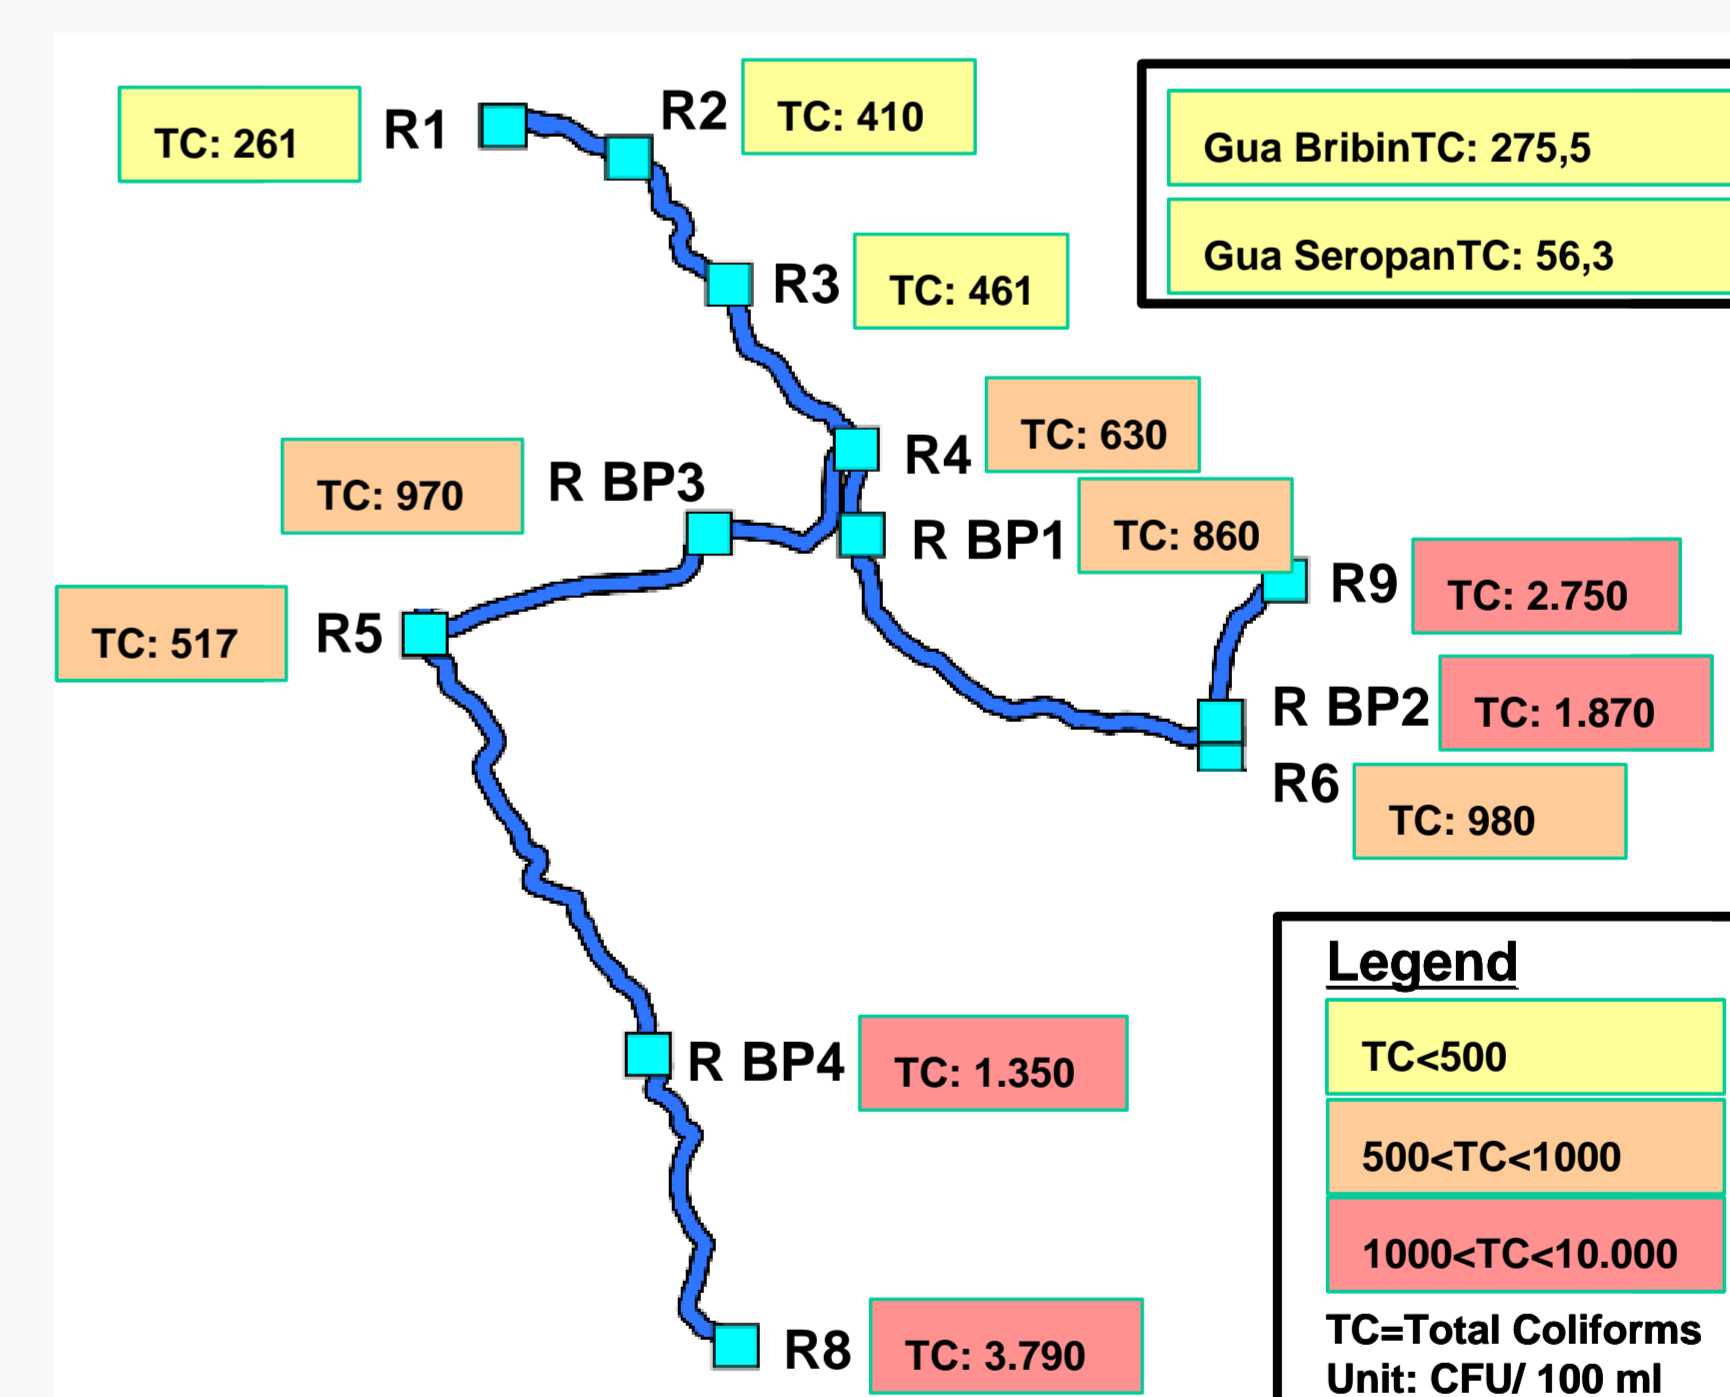 TC: 261
R1
R2
TC: 410
Gua BribinTC: 275,5
Gua SeropanTC: 56,3
R3
TC: 461
R4
TC: 630
TC: 970
R BP3
R BP1
TC: 860
R9
TC: 2.750
TC: 517
R5
R BP2
TC: 1.870
R6
TC: 980
R BP4
TC: 1.350
R8
TC: 3.790
Legend
TC<500
500<TC<1000
1000<TC<10.000
TC=Total Coliforms
Unit: CFU/ 100 ml